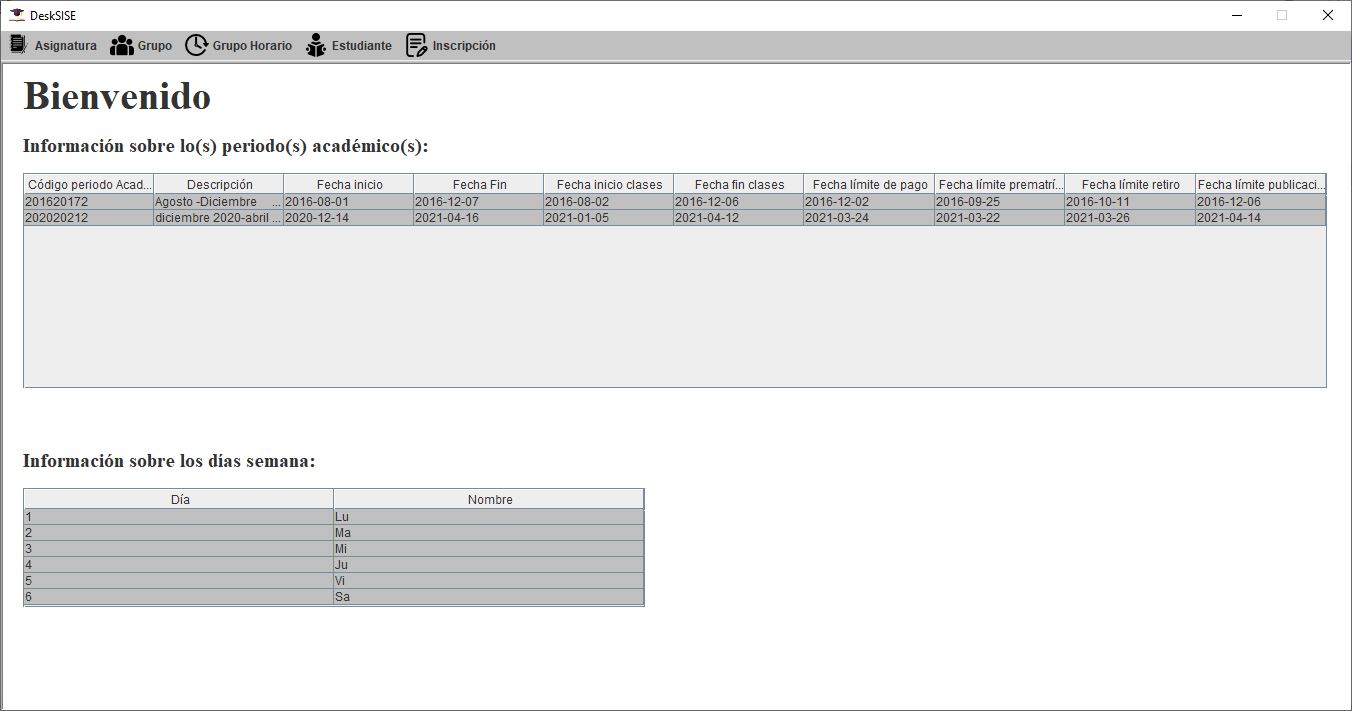 DeskSISE
Asignatura Grupo Grupo Horario Estudiante Inscripción
Bienvenido
Información sobre lo(s) periodo(s) académico(s):
Código periodo Acad... Descripción Fecha inicio Fecha Fin Fecha inicio clases Fecha fin clases Fecha límite de pago Fecha límite prematrí... Fecha límite retiro Fecha límite publicaci...
201620172 Agosto -Diciembre ... 2016-08-01 2016-12-07 2016-08-02 2016-12-06 2016-12-02 2016-09-25 2016-10-11 2016-12-06
202020212 diciembre 2020-abril ... 2020-12-14 2021-04-16 2021-01-05 2021-04-12 2021-03-24 2021-03-22 2021-03-26 2021-04-14
Información sobre los días semana:
Día Nombre
1 Lu
2 Ma
3 Mi
4 Ju
5 Vi
6 Sa